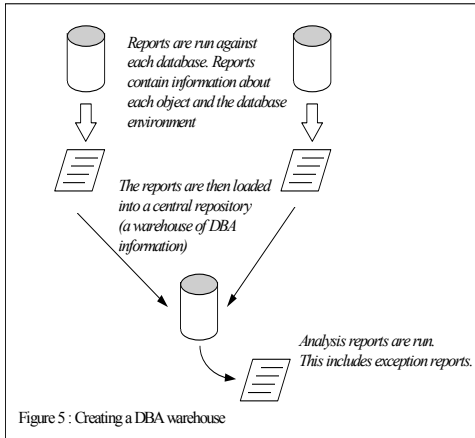 Reports are run against
each database. Reports
contain information about
each object and the database
environment
The reports are then loaded
into a central repository
(a warehouse of DBA
information)
Analysis reports are run.
This includes exception reports.
Figure 5 : Creating a DBA warehouse